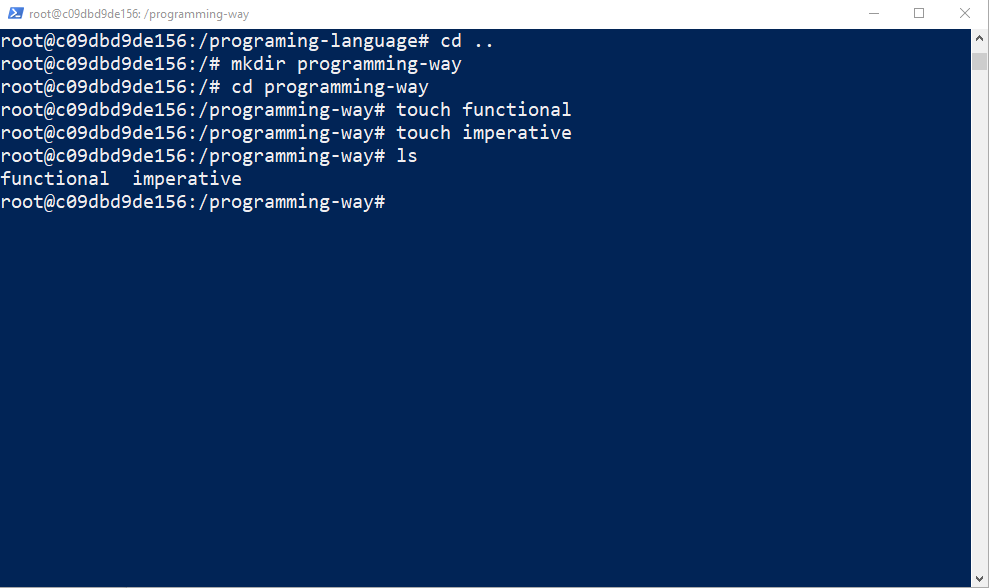 root@c09dbd9de156: /programming-way
root@c09dbd9de156:/programing-language# cd ..
root@c09dbd9de156:/# mkdir programming-way
root@c09dbd9de156:/# cd programming-way
root@c09dbd9de156:/programming-way# touch functional
root@c09dbd9de156:/programming-way# touch imperative
root@c09dbd9de156:/programming-way# ls
functional  imperative
root@c09dbd9de156:/programming-way#